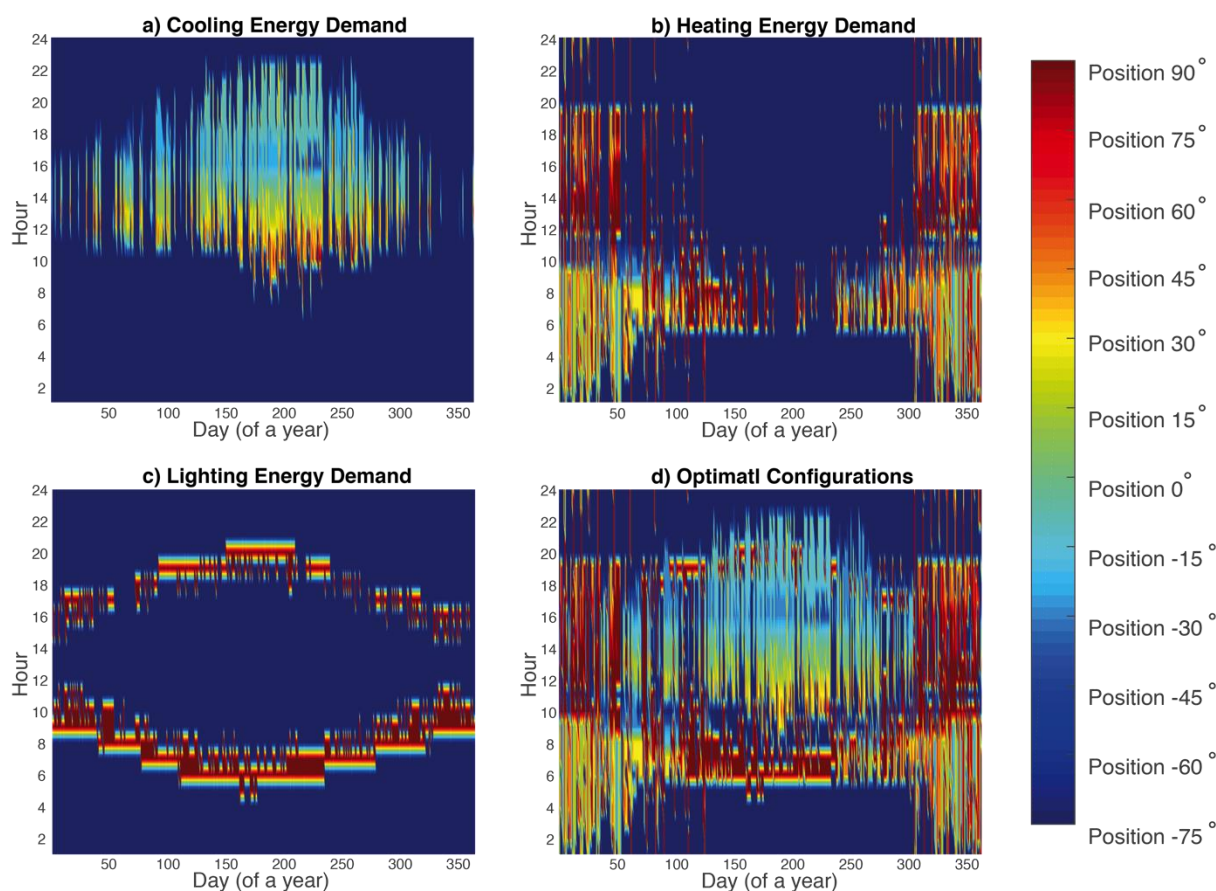 a) Cooling Energy Demand
24
22
20
18
16
14
12
10
8
6
4
2
Hour
50 100 150 200 250 300 350
Day (of a year)
b) Heating Energy Demand
24
22
20
18
16
14
12
10
8
6
4
2
Hour
50 100 150 200 250 300 350
Day (of a year)
c) Lighting Energy Demand
24
22
20
18
16
14
12
10
8
6
4
2
Hour
50 100 150 200 250 300 350
Day (of a year)
d) Optimatl Configurations
24
22
20
18
16
14
12
10
8
6
4
2
Hour
50 100 150 200 250 300 350
Day (of a year)
Position 90°
Position 75°
Position 60°
Position 45°
Position 30°
Position 15°
Position 0°
Position -15°
Position -30°
Position -45°
Position -60°
Position -75°